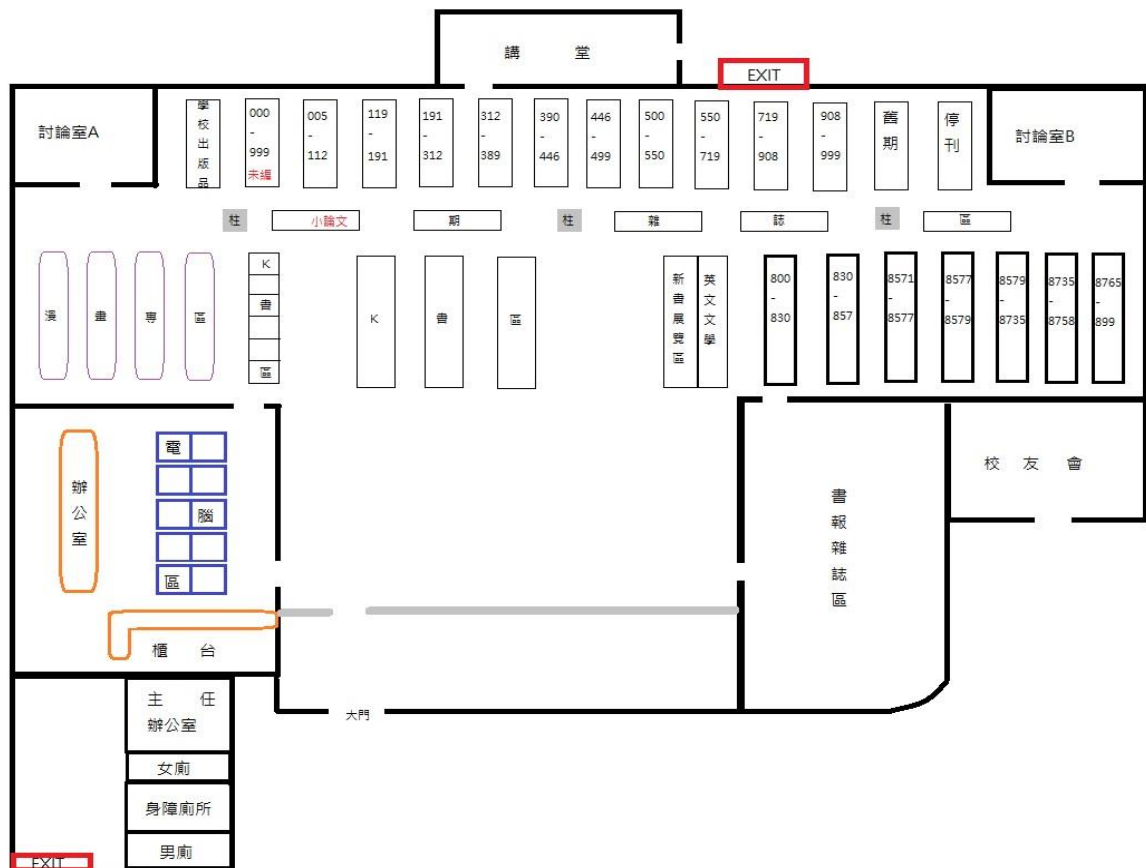 講 堂
EXIT
討論室A
學校出版品
000-999未編
005-112
119-191
191-312
312-389
390-446
446-499
500-550
550-719
719-908
908-999
舊期
停刊
討論室B
柱
小論文
期
柱
雜
誌
柱
區
漫 畫 專 區
K書區
K 書 區
新書展覽區
英文文學
800-830
830-857
8571-8577
8577-8579
8579-8735
8735-8758
8765-899
辦公室
電腦區
書報雜誌區
校 友 會
櫃 台
主 任
辦公室
大門
女廁
身障廁所
男廁
EXIT